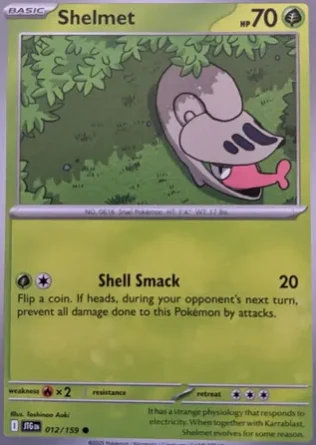 BASIC
Shelmet
HP 70
NO. 0616 Snail Pokémon HT: 1'4" WT: 17 lbs.
Shell Smack 20
Flip a coin. If heads, during your opponent's next turn,
prevent all damage done to this Pokémon by attacks.
weakness ×2 resistance retreat
Illus. Toshinao Aoki
I JTG EN 012/159
It has a strange physiology that responds to
electricity. When together with Karrablast,
Shelmet evolves for some reason.